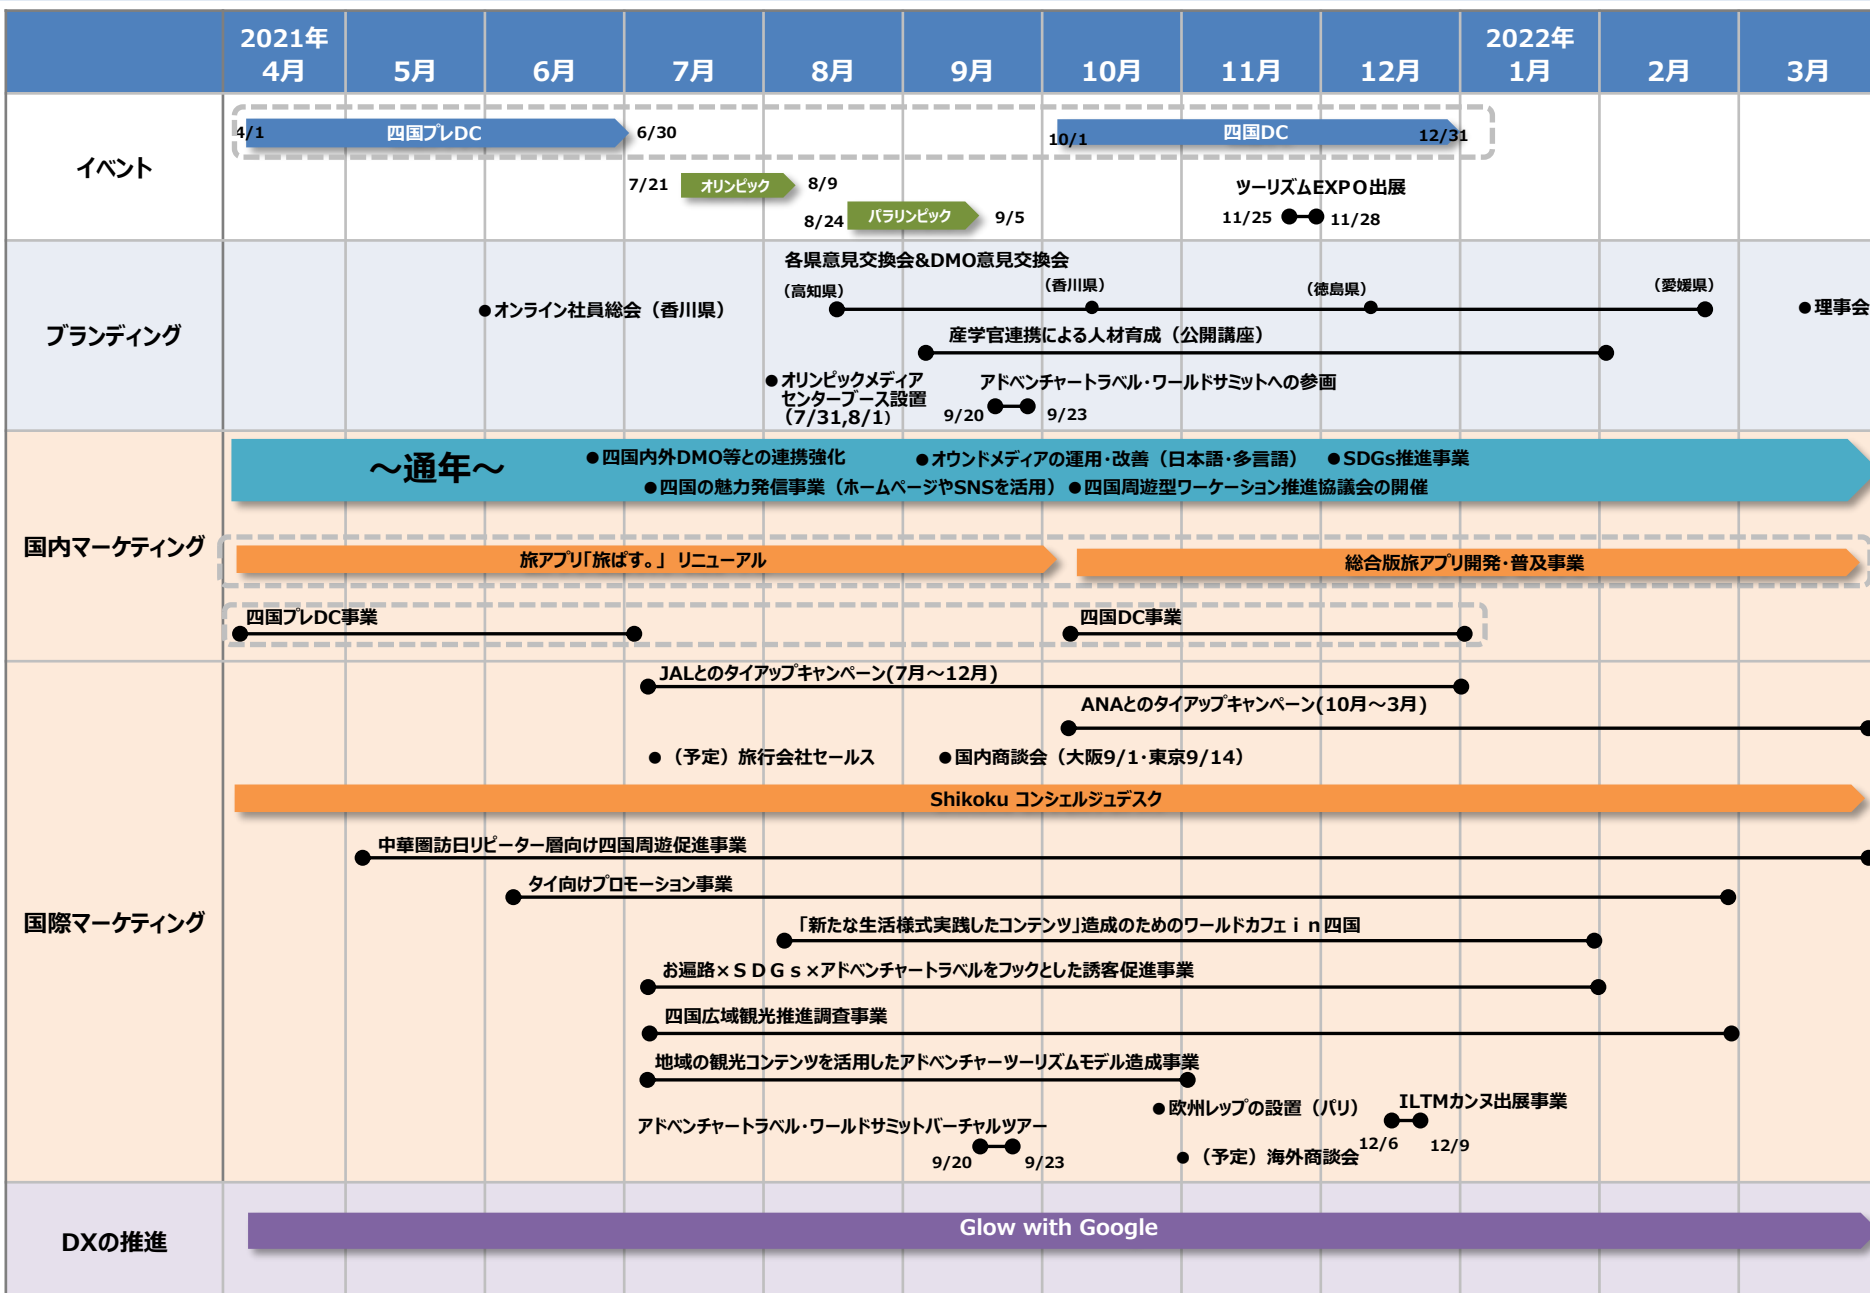 2021年
4月
5月
6月
7月
8月
9月
10月
11月
12月
2022年
1月
2月
3月
イベント
4/1
四国プレDC
6/30
10/1
四国DC
12/31
7/21
オリンピック
8/9
8/24
パラリンピック
9/5
ツーリズムEXPO出展
11/25
11/28
ブランディング
各県意見交換会&DMO意見交換会
（高知県）
（香川県）
（徳島県）
（愛媛県）
●オンライン社員総会（香川県）
●理事会
産学官連携による人材育成（公開講座）
●オリンピックメディア
センターブース設置
（7/31,8/1）
アドベンチャートラベル・ワールドサミットへの参画
9/20
9/23
国内マーケティング
～通年～
●四国内外DMO等との連携強化
●オウンドメディアの運用・改善（日本語・多言語）
●SDGs推進事業
●四国の魅力発信事業（ホームページやSNSを活用）
●四国周遊型ワーケーション推進協議会の開催
旅アプリ「旅ぱす。」リニューアル
総合版旅アプリ開発・普及事業
四国プレDC事業
四国DC事業
国際マーケティング
JALとのタイアップキャンペーン(7月～12月)
ANAとのタイアップキャンペーン(10月～3月)
●（予定）旅行会社セールス
●国内商談会（大阪9/1・東京9/14）
Shikoku コンシェルジュデスク
中華圏訪日リピーター層向け四国周遊促進事業
タイ向けプロモーション事業
「新たな生活様式実践したコンテンツ」造成のためのワールドカフェｉｎ四国
お遍路×ＳＤＧｓ×アドベンチャートラベルをフックとした誘客促進事業
四国広域観光推進調査事業
地域の観光コンテンツを活用したアドベンチャーツーリズムモデル造成事業
●欧州レップの設置（パリ）
ILTMカンヌ出展事業
12/6
12/9
アドベンチャートラベル・ワールドサミットバーチャルツアー
9/20
9/23
●（予定）海外商談会
DXの推進
Glow with Google